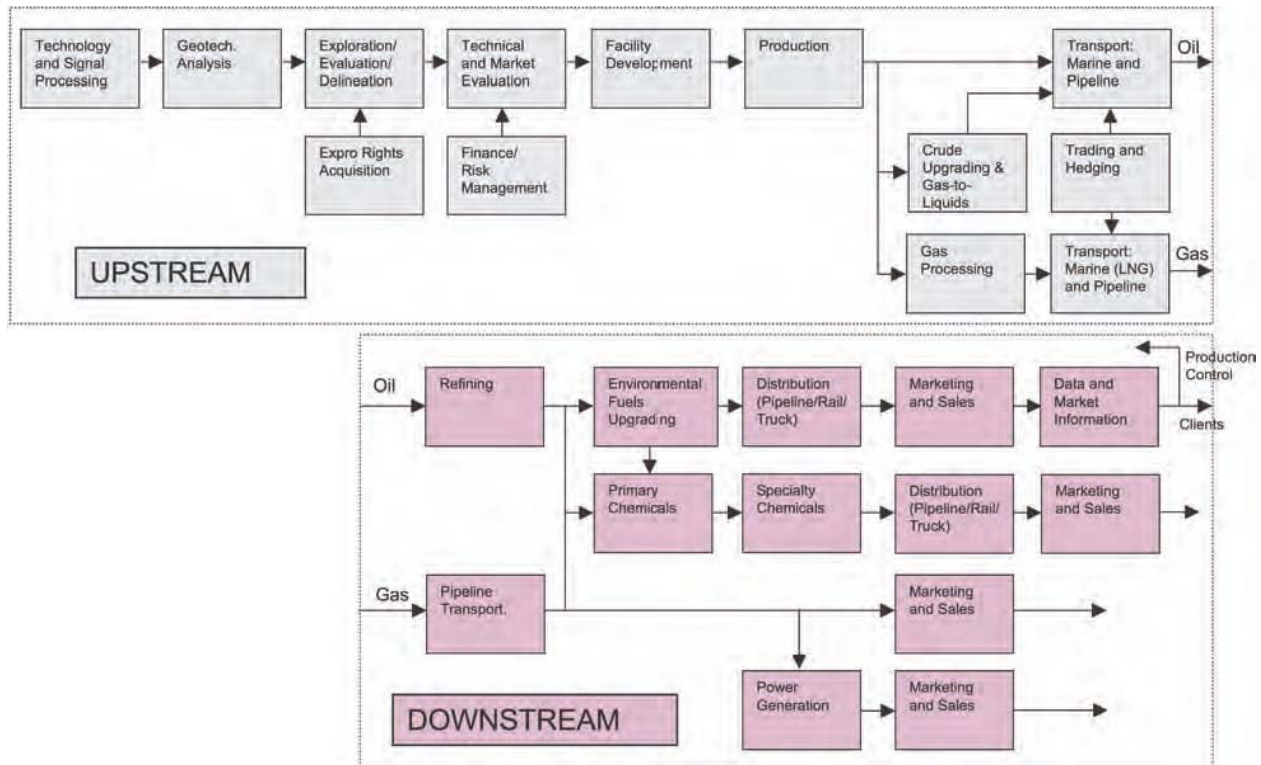 Technology
and Signal
Processing
Geotech.
Analysis
Exploration/
Evaluation/
Delineation
Technical
and Market
Evaluation
Facility
Development
Production
Transport:
Marine and
Pipeline
Oil
Expro Rights
Acquisition
Finance/
Risk
Management
Crude
Upgrading &
Gas-to-
Liquids
Trading and
Hedging
UPSTREAM
Gas
Processing
Transport:
Marine (LNG)
and Pipeline
Gas
Oil
Refining
Environmental
Fuels
Upgrading
Distribution
(Pipeline/Rail/
Truck)
Marketing
and Sales
Data and
Market
Information
Production
Control
Clients
Primary
Chemicals
Specialty
Chemicals
Distribution
(Pipeline/Rail/
Truck)
Marketing
and Sales
Gas
Pipeline
Transport.
Marketing
and Sales
DOWNSTREAM
Power
Generation
Marketing
and Sales